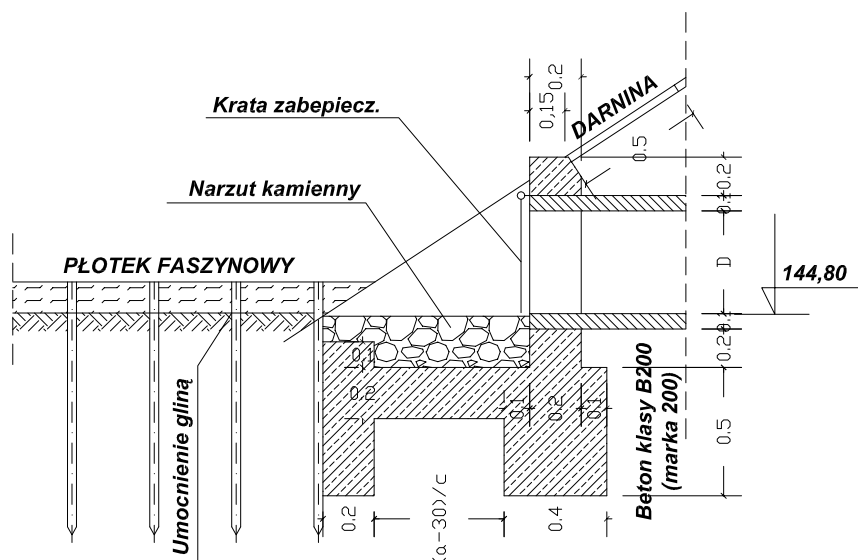 0.2
0,15
DARNINA
Krata zabepiecz.
0.5
0.2
0.1
Narzut kamienny
PŁOTEK FASZYNOWY
D
144,80
0.2
0.1
0.2
0.1
0.2
0.1
0.5
Umocnienie gliną
Beton klasy B200
(marka 200)
0.2
0.4
a-30)/c